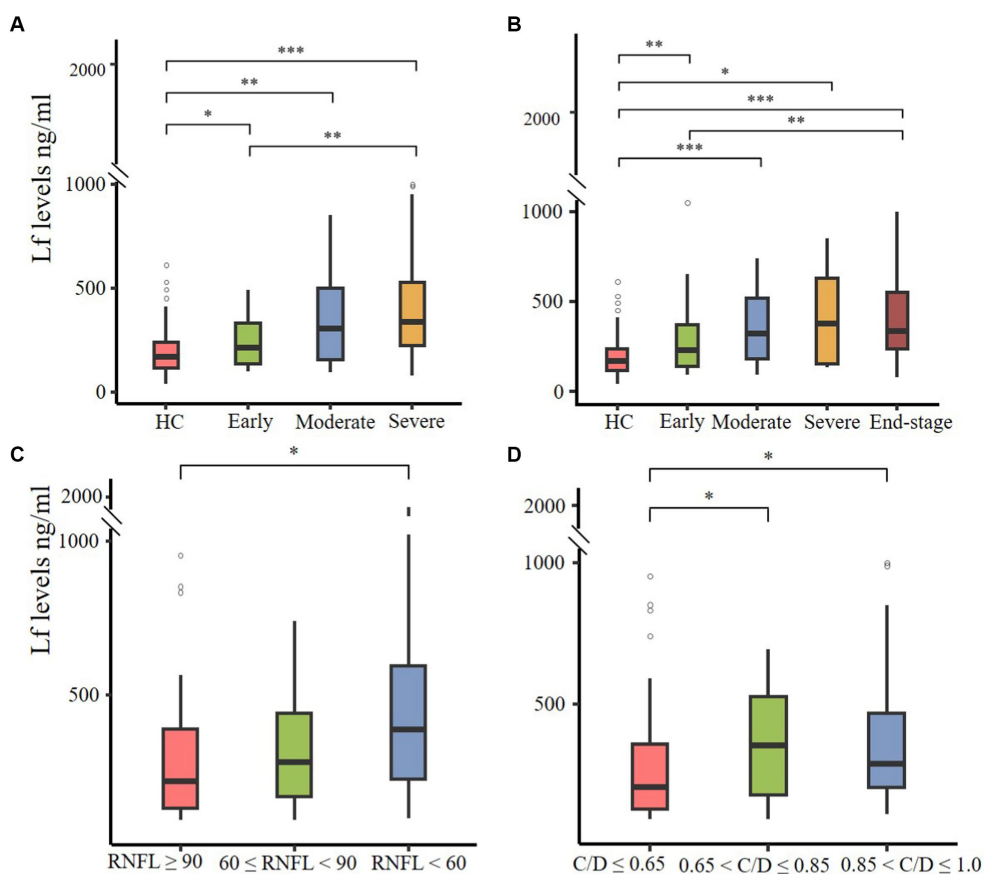 A
Lf levels ng/ml
2000
1000
500
0
***
**
*
**
HC Early Moderate Severe
B
2000
1000
500
0
**
*
***
**
***
HC Early Moderate Severe End-stage
C
Lf levels ng/ml
2000
1000
500
*
RNFL ≥ 90 60 ≤ RNFL < 90 RNFL < 60
D
2000
1000
500
*
*
C/D ≤ 0.65 0.65 < C/D ≤ 0.85 0.85 < C/D ≤ 1.0